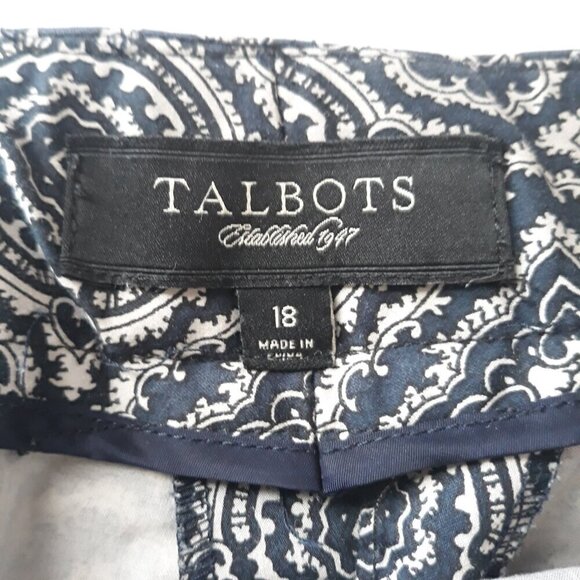 TALBOTS
Established 1947
18
MADE IN
CHINA